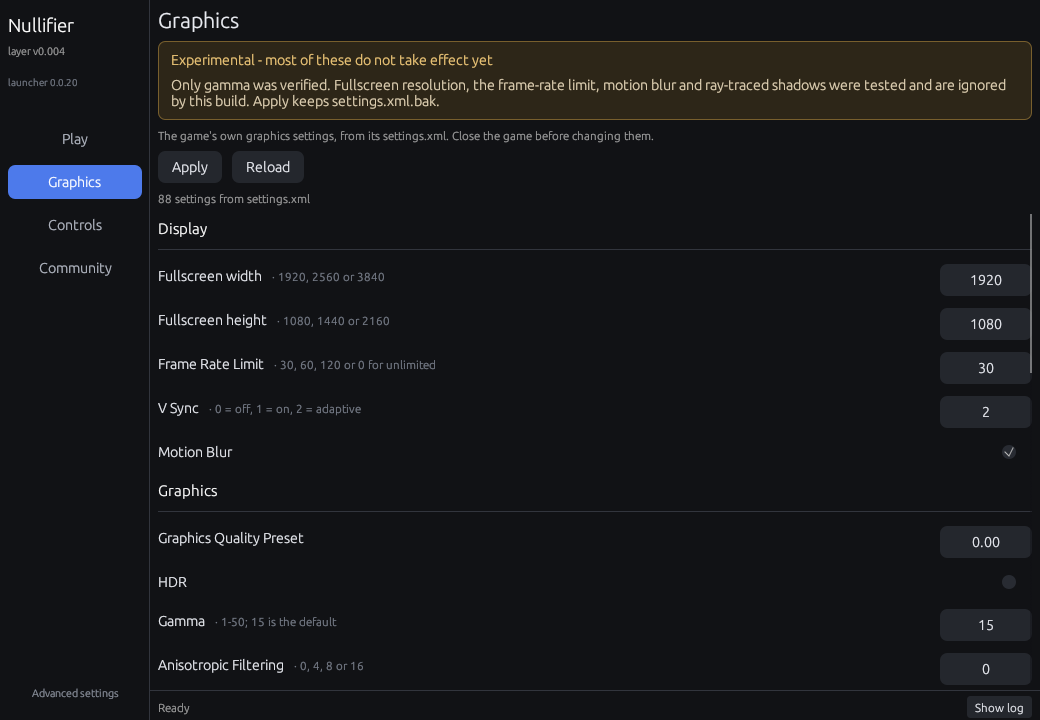 Nullifier
layer v0.004
launcher 0.0.20
Play
Graphics
Controls
Community
Advanced settings
Graphics
Experimental - most of these do not take effect yet
Only gamma was verified. Fullscreen resolution, the frame-rate limit, motion blur and ray-traced shadows were tested and are ignored
by this build. Apply keeps settings.xml.bak.
The game's own graphics settings, from its settings.xml. Close the game before changing them.
Apply Reload
88 settings from settings.xml
Display
Fullscreen width · 1920, 2560 or 3840 1920
Fullscreen height · 1080, 1440 or 2160 1080
Frame Rate Limit · 30, 60, 120 or 0 for unlimited 30
V Sync · 0 = off, 1 = on, 2 = adaptive 2
Motion Blur
Graphics
Graphics Quality Preset 0.00
HDR
Gamma · 1-50; 15 is the default 15
Anisotropic Filtering · 0, 4, 8 or 16 0
Ready Show log